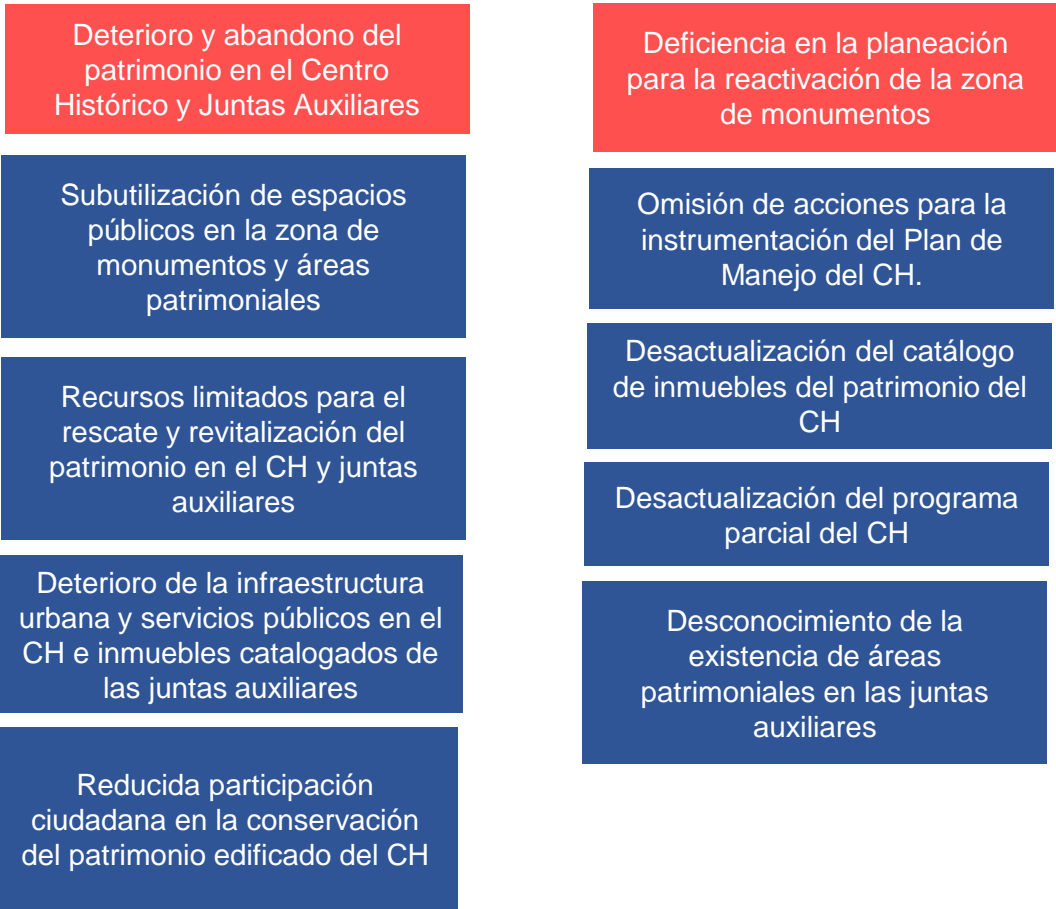 Deterioro y abandono del
patrimonio en el Centro
Histórico y Juntas Auxiliares
Subutilización de espacios
públicos en la zona de
monumentos y áreas
patrimoniales
Recursos limitados para el
rescate y revitalización del
patrimonio en el CH y juntas
auxiliares
Deterioro de la infraestructura
urbana y servicios públicos en el
CH e inmuebles catalogados de
las juntas auxiliares
Reducida participación
ciudadana en la conservación
del patrimonio edificado del CH
Deficiencia en la planeación
para la reactivación de la zona
de monumentos
Omisión de acciones para la
instrumentación del Plan de
Manejo del CH.
Desactualización del catálogo
de inmuebles del patrimonio del
CH
Desactualización del programa
parcial del CH
Desconocimiento de la
existencia de áreas
patrimoniales en las juntas
auxiliares